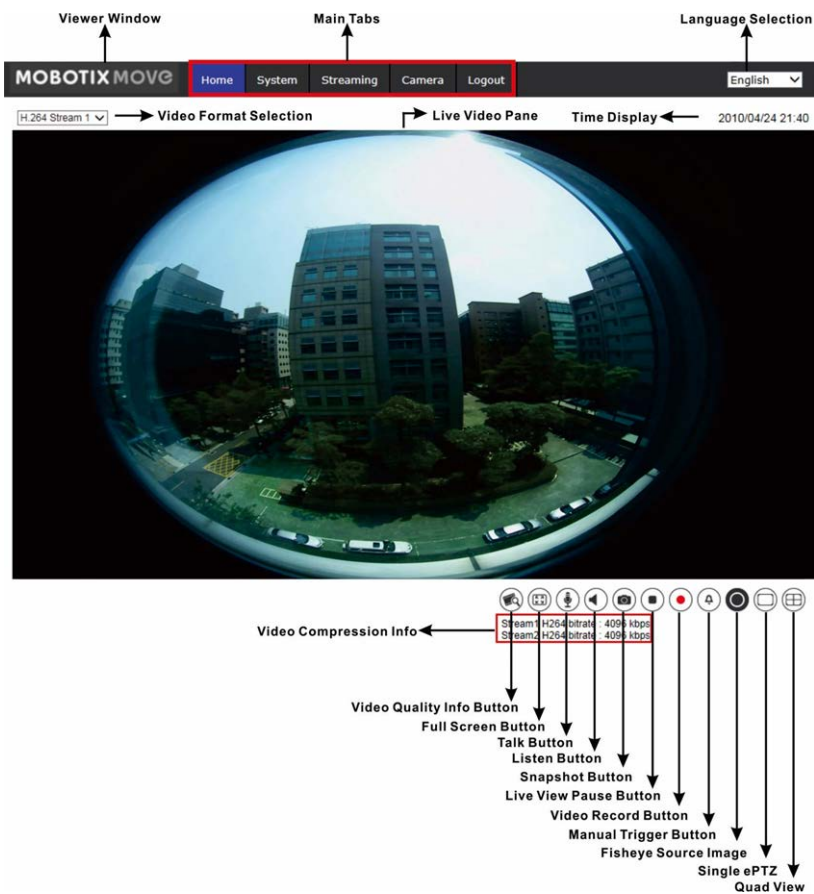 Viewer Window Main Tabs Language Selection
MOBOTIX MOVE Home System Streaming Camera Logout English
H.264 Stream 1 Video Format Selection Live Video Pane Time Display 2010/04/24 21:40
Video Compression Info Stream1 H264 bitrate : 4096 kbps
Stream2 H264 bitrate : 4096 kbps
Video Quality Info Button
Full Screen Button
Talk Button
Listen Button
Snapshot Button
Live View Pause Button
Video Record Button
Manual Trigger Button
Fisheye Source Image
Single ePTZ
Quad View